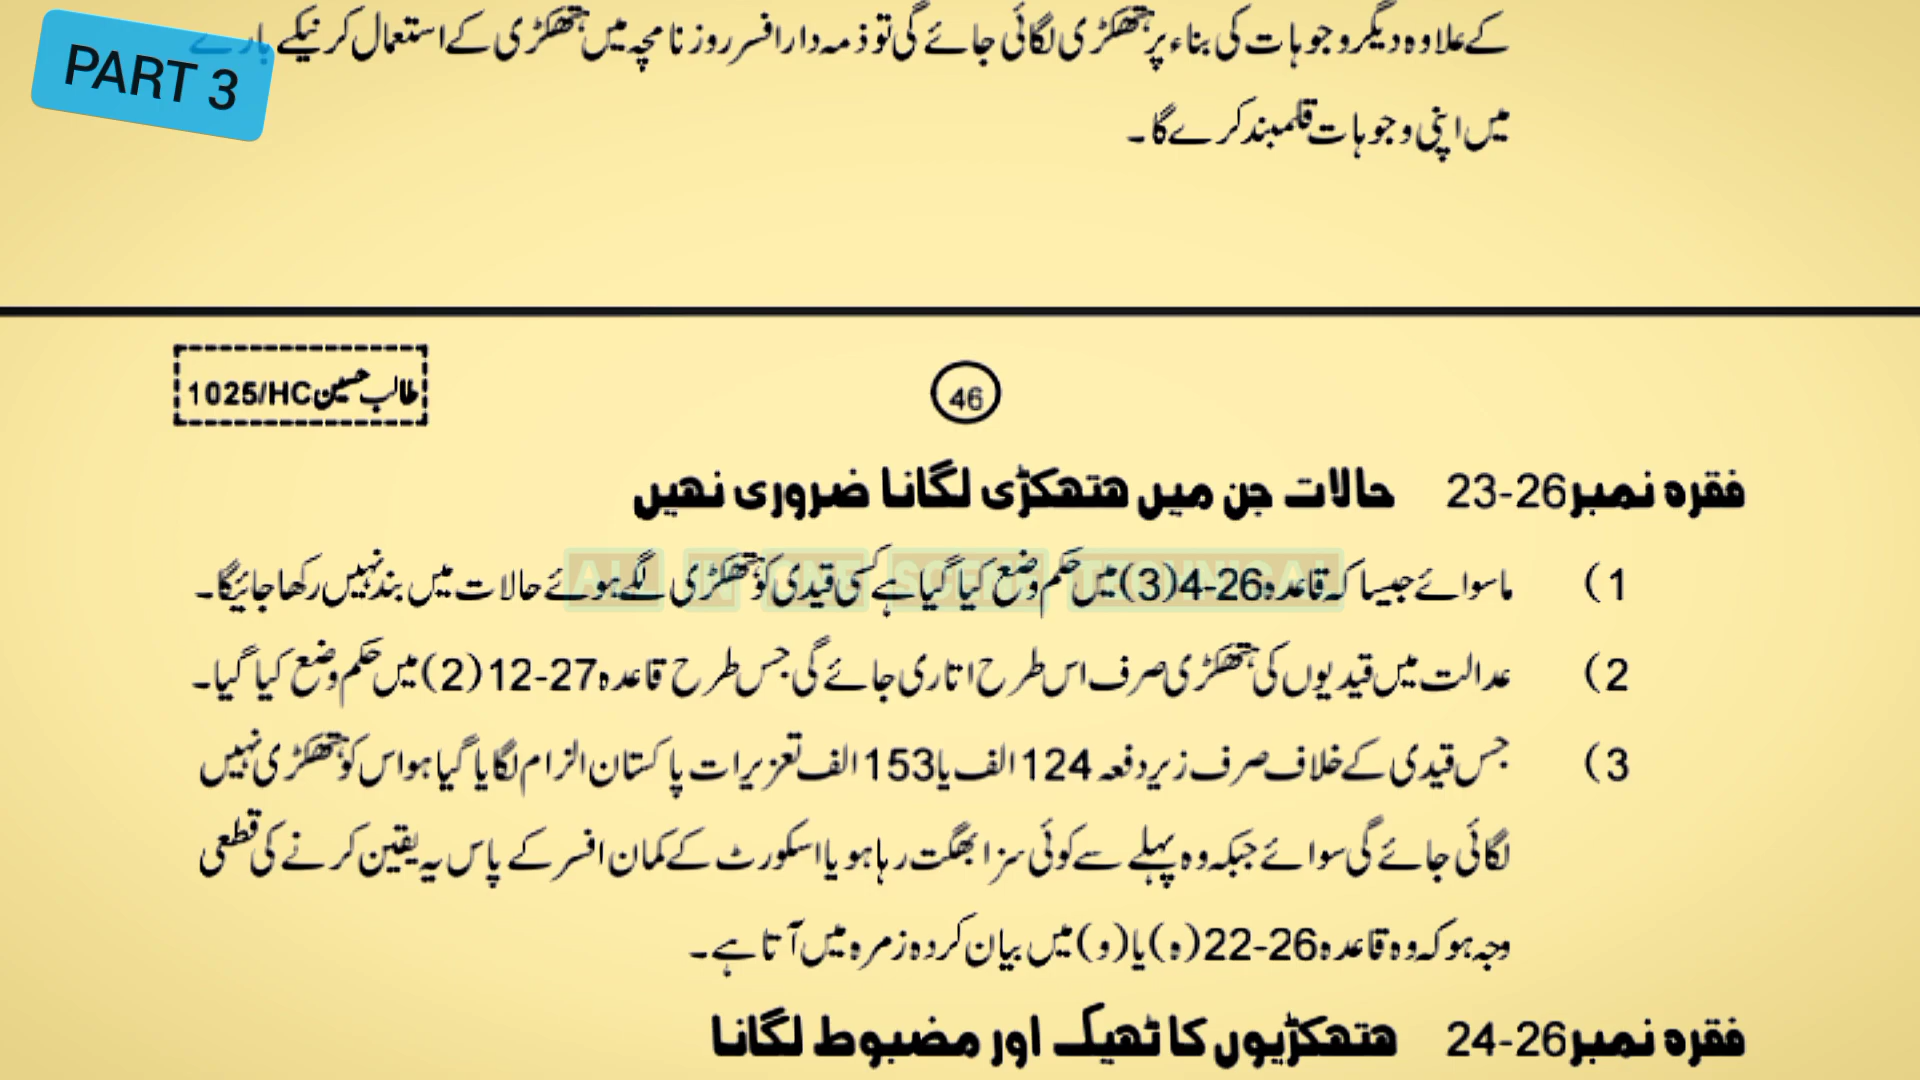 PART 3
کے علاوہ دیگر وجوہات کی بناء پر ہتھکڑی لگائی جائے گی تو ذمہ دار افسر روزنامچہ میں ہتھکڑی کے استعمال کرنیکے بارے
میں اپنی وجوہات قلمبند کرے گا۔
طالب حسین 1025/HC
46
فقرہ نمبر 26-23 حالات جن میں ہتھکڑی لگانا ضروری نہیں
1) ماسوائے جیسا کہ قاعدہ 26-4(3) میں حکم وضع کیا گیا ہے کسی قیدی کو ہتھکڑی لگے ہوئے حالات میں بند نہیں رکھا جائیگا۔
ALL IN ONE SCENE TECHNICAL
2) عدالت میں قیدیوں کی ہتھکڑی صرف اس طرح اتاری جائے گی جس طرح قاعدہ 27-12(2) میں حکم وضع کیا گیا۔
3) جس قیدی کے خلاف صرف زیر دفعہ 124 الف یا 153 الف تعزیرات پاکستان الزام لگایا گیا ہو اس کو ہتھکڑی نہیں
لگائی جائے گی سوائے جبکہ وہ پہلے سے کوئی سزا بھگت رہا ہو یا اسکورٹ کے کمان افسر کے پاس یہ یقین کرنے کی قطعی
وجہ ہو کہ وہ قاعدہ 26-22(ہ) یا (و) میں بیان کردہ زمرہ میں آتا ہے۔
فقرہ نمبر 26-24 ہتھکڑیوں کا ٹھیک اور مضبوط لگانا